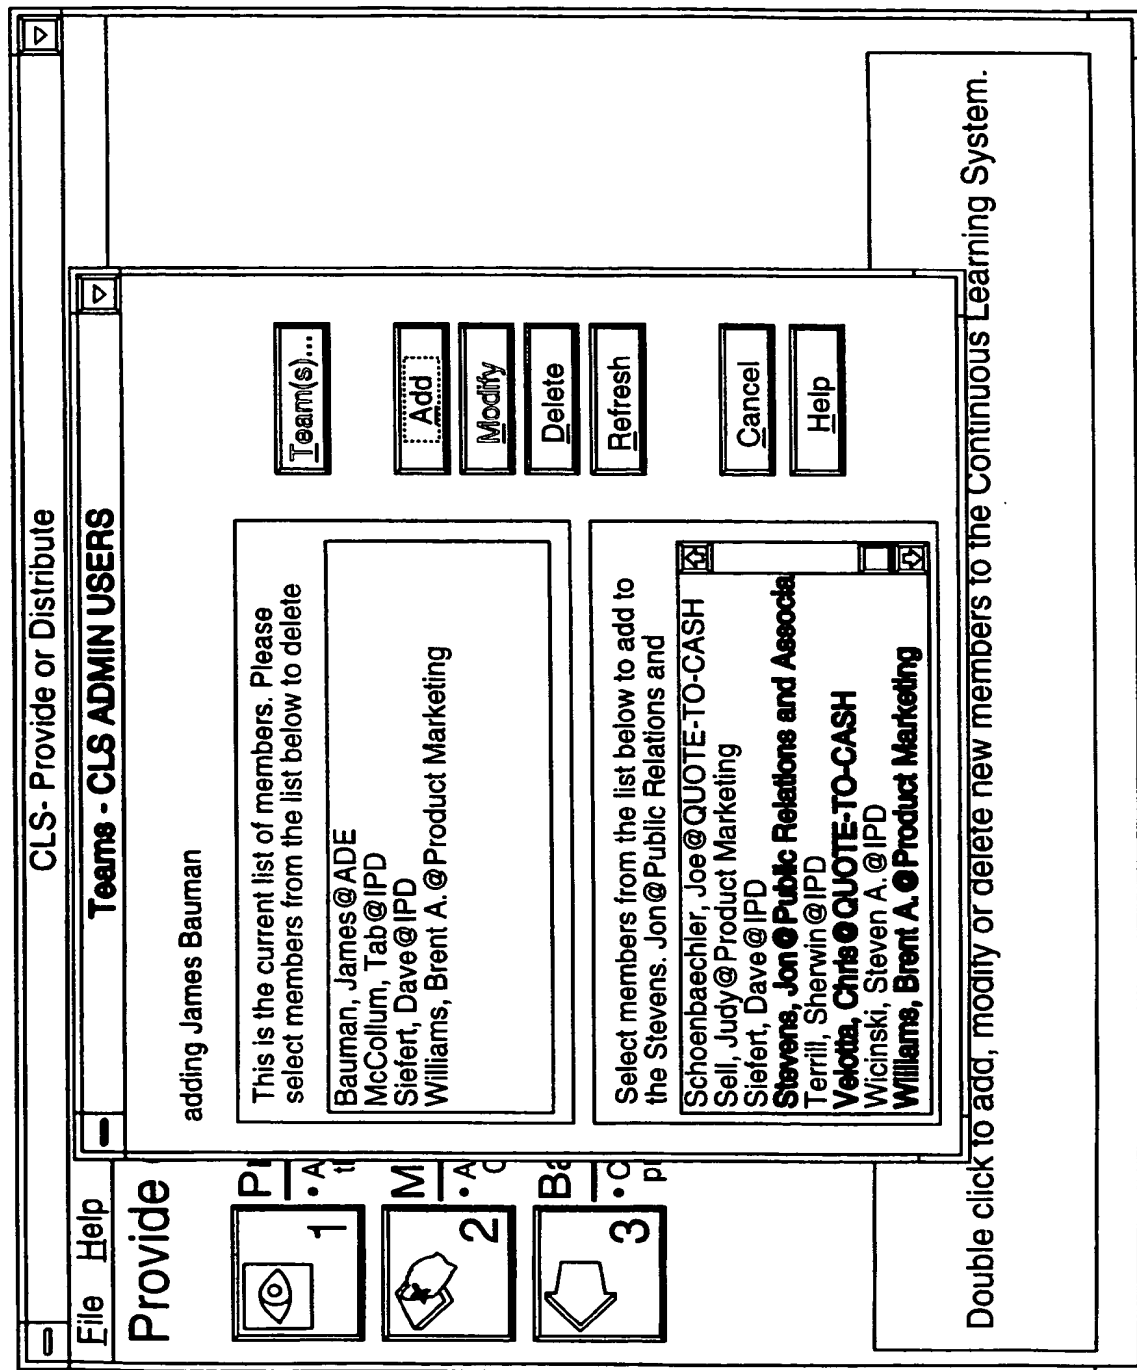 CLS- Provide or Distribute
File Help
Provide
Teams - CLS ADMIN USERS
adding James Bauman
This is the current list of members. Please
select members from the list below to delete
Bauman, James@ADE
McCollum, Tab@IPD
Siefert, Dave@IPD
Williams, Brent A.@Product Marketing
Select members from the list below to add to
the Stevens. Jon@Public Relations and
Schoenbaechler, Joe@QUOTE-TO-CASH
Sell, Judy@Product Marketing
Siefert, Dave@IPD
Stevens, Jon@Public Relations and Associa
Terrill, Sherwin@IPD
Velotta, Chris@QUOTE-TO-CASH
Wicinski, Steven A.@IPD
Williams, Brent A.@Product Marketing
Team(s)...
Add
Modify
Delete
Refresh
Cancel
Help
1
2
M
• A
3
Ba
• C
Double click to add, modify or delete new members to the Continuous Learning System.